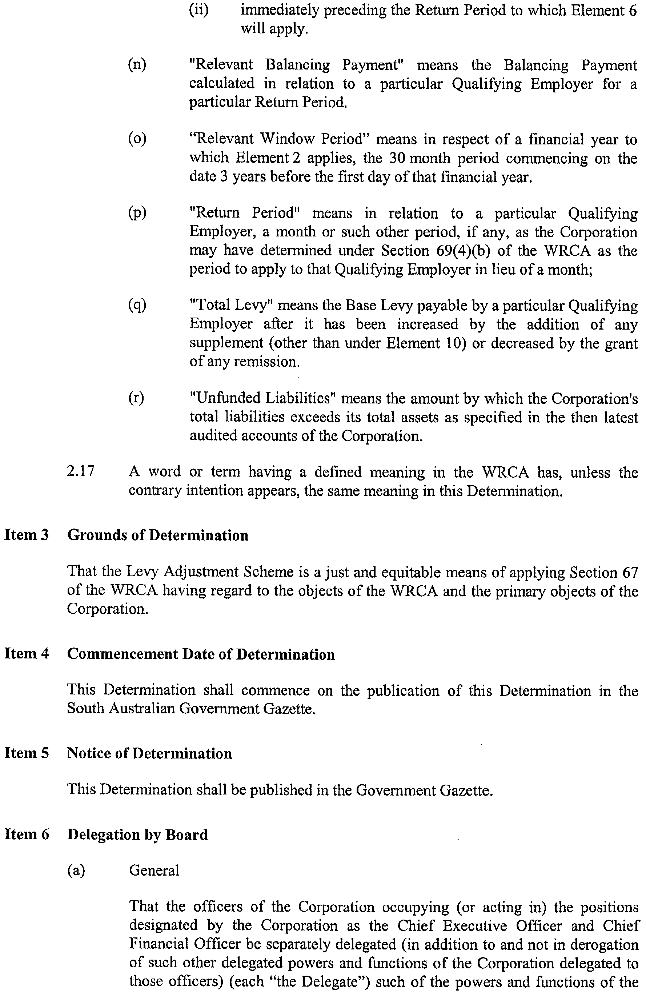 (ii) immediately preceding the Return Period to which Element 6
will apply.
(n) "Relevant Balancing Payment" means the Balancing Payment
calculated in relation to a particular Qualifying Employer for a
particular Return Period.
(o) “Relevant Window Period” means in respect of a financial year to
which Element 2 applies, the 30 month period commencing on the
date 3 years before the first day of that financial year.
(p) "Return Period" means in relation to a particular Qualifying
Employer, a month or such other period, if any, as the Corporation
may have determined under Section 69(4)(b) of the WRCA as the
period to apply to that Qualifying Employer in lieu of a month;
(q) "Total Levy" means the Base Levy payable by a particular Qualifying
Employer after it has been increased by the addition of any
supplement (other than under Element 10) or decreased by the grant
of any remission.
(r) "Unfunded Liabilities" means the amount by which the Corporation's
total liabilities exceeds its total assets as specified in the then latest
audited accounts of the Corporation.
2.17 A word or term having a defined meaning in the WRCA has, unless the
contrary intention appears, the same meaning in this Determination.
Item 3 Grounds of Determination
That the Levy Adjustment Scheme is a just and equitable means of applying Section 67
of the WRCA having regard to the objects of the WRCA and the primary objects of the
Corporation.
Item 4 Commencement Date of Determination
This Determination shall commence on the publication of this Determination in the
South Australian Government Gazette.
Item 5 Notice of Determination
This Determination shall be published in the Government Gazette.
Item 6 Delegation by Board
(a) General
That the officers of the Corporation occupying (or acting in) the positions
designated by the Corporation as the Chief Executive Officer and Chief
Financial Officer be separately delegated (in addition to and not in derogation
of such other delegated powers and functions of the Corporation delegated to
those officers) (each “the Delegate”) such of the powers and functions of the